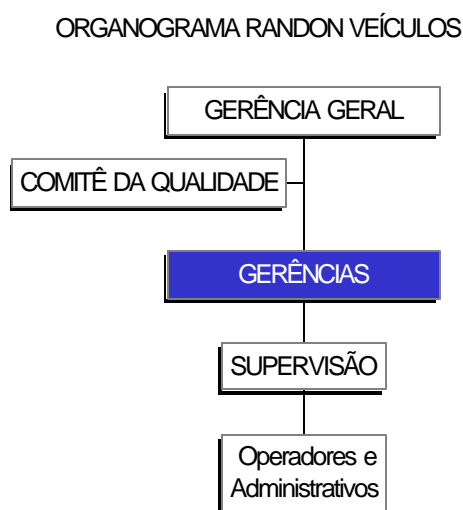 ORGANOGRAMA RANDON VEÍCULOS
GERÊNCIA GERAL
COMITÊ DA QUALIDADE
GERÊNCIAS
SUPERVISÃO
Operadores e
Administrativos